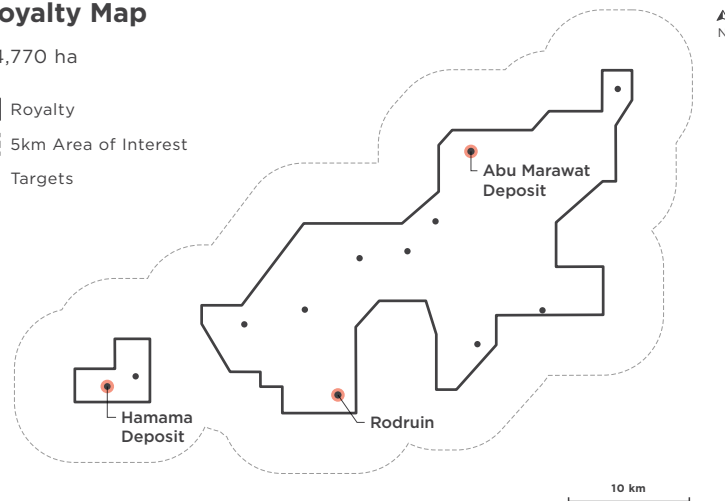 oyalty Map
4,770 ha
Royalty
5km Area of Interest
Targets
Abu Marawat
Deposit
Hamama
Deposit
Rodruin
10 km
N